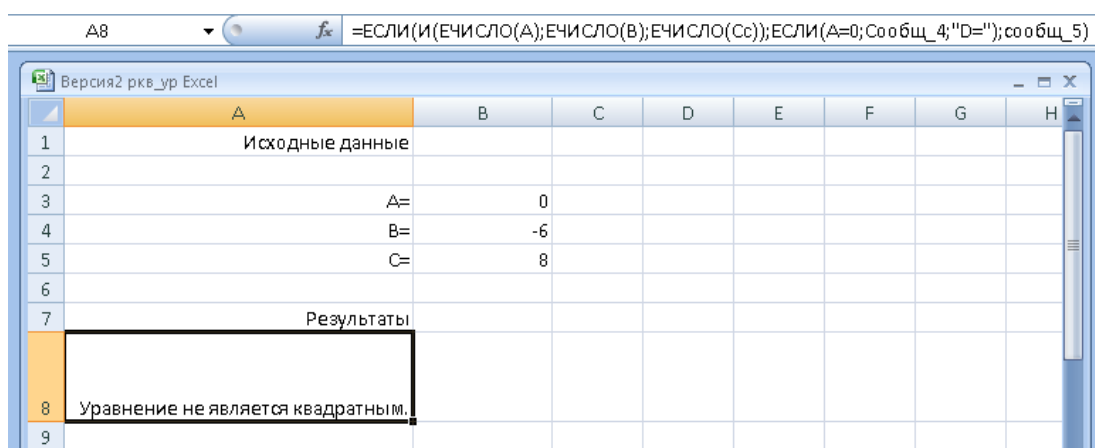 A8 fx =ЕСЛИ(И(ЕЧИСЛО(A);ЕЧИСЛО(B);ЕЧИСЛО(Cc));ЕСЛИ(A=0;Сообщ_4;"D=");сообщ_5)
Версия2 ркв_ур Excel
A B C D E F G H
1 Исходные данные
2
3 A= 0
4 B= -6
5 C= 8
6
7 Результаты
8 Уравнение не является квадратным.
9